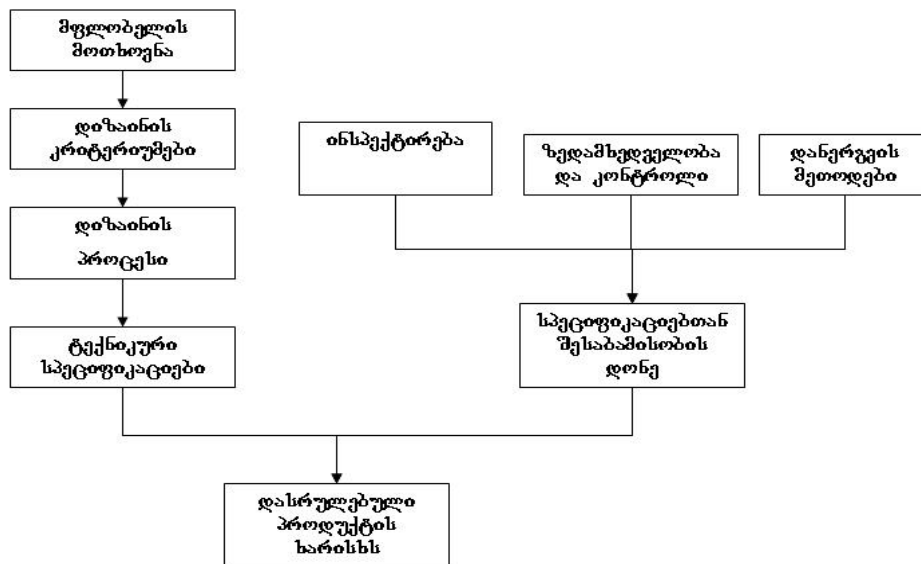 მფლობელის
მოთხოვნა
დიზაინის
კრიტერიუმები
დიზაინის
პროცესი
ტექნიკური
სპეციფიკაციები
ინსპექტირება
ზედამხედველობა
და კონტროლი
დანერგვის
მეთოდები
სპეციფიკაციებთან
შესაბამისობის
დონე
დასრულებული
პროდუქტის
ხარისხს